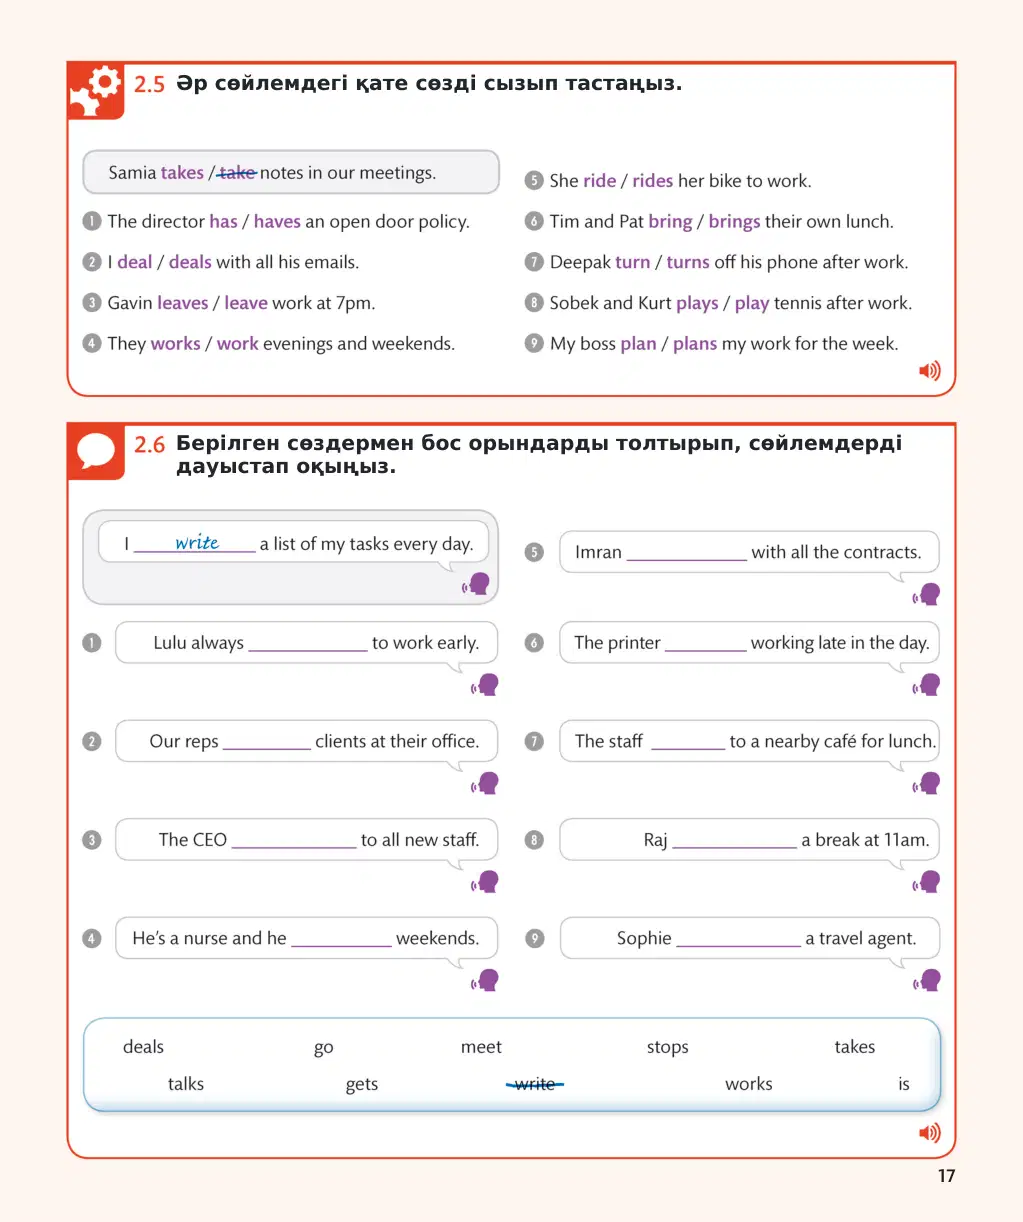 2.5 Әр сөйлемдегі қате сөзді сызып тастаңыз.
Samia takes / take notes in our meetings.
1 The director has / haves an open door policy.
2 I deal / deals with all his emails.
3 Gavin leaves / leave work at 7pm.
4 They works / work evenings and weekends.
5 She ride / rides her bike to work.
6 Tim and Pat bring / brings their own lunch.
7 Deepak turn / turns off his phone after work.
8 Sobek and Kurt plays / play tennis after work.
9 My boss plan / plans my work for the week.
2.6 Берілген сөздермен бос орындарды толтырып, сөйлемдерді
дауыстап оқыңыз.
I write a list of my tasks every day.
1 Lulu always ____________ to work early.
2 Our reps _________ clients at their office.
3 The CEO ____________ to all new staff.
4 He's a nurse and he __________ weekends.
5 Imran ____________ with all the contracts.
6 The printer ________ working late in the day.
7 The staff _______ to a nearby café for lunch.
8 Raj ____________ a break at 11am.
9 Sophie ____________ a travel agent.
deals go meet stops takes
talks gets write works is
17